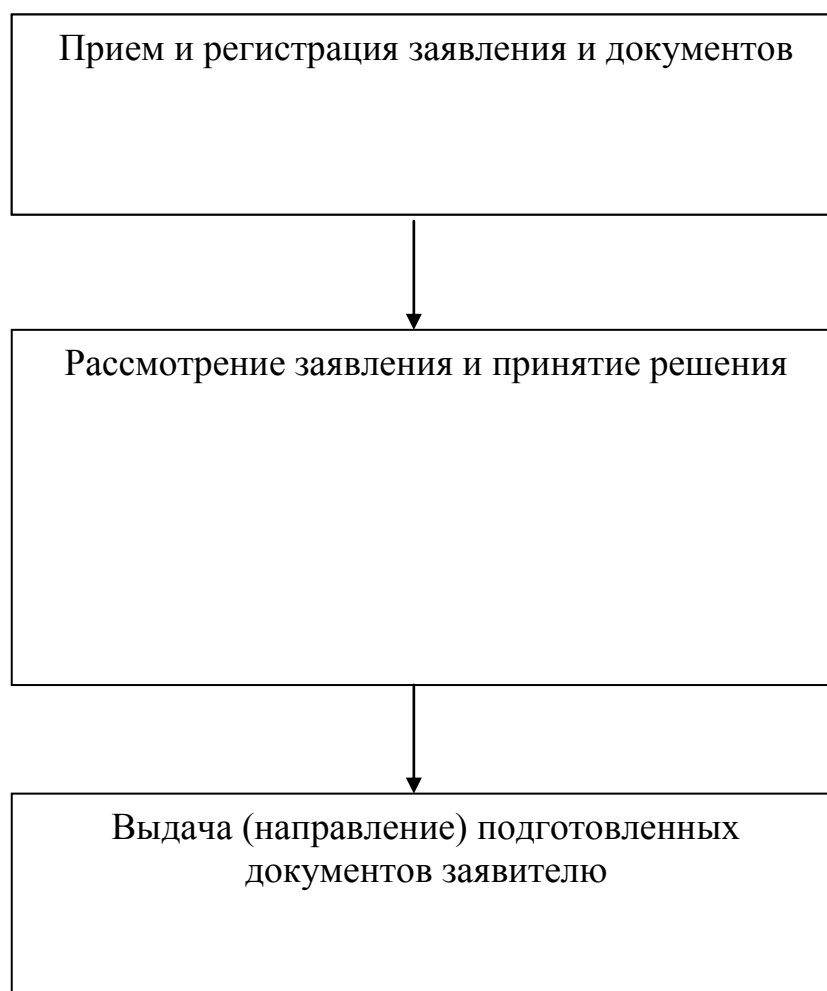 Прием и регистрация заявления и документов
Рассмотрение заявления и принятие решения
Выдача (направление) подготовленных
документов заявителю